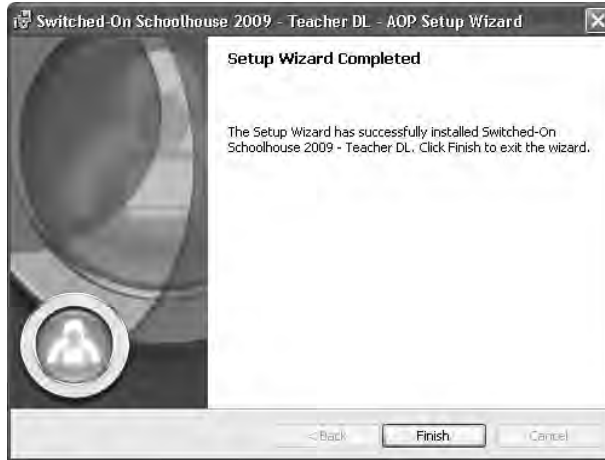 Switched-On Schoolhouse 2009 - Teacher DL - AOP Setup Wizard
Setup Wizard Completed
The Setup Wizard has successfully installed Switched-On
Schoolhouse 2009 - Teacher DL. Click Finish to exit the wizard.
< Back Finish Cancel